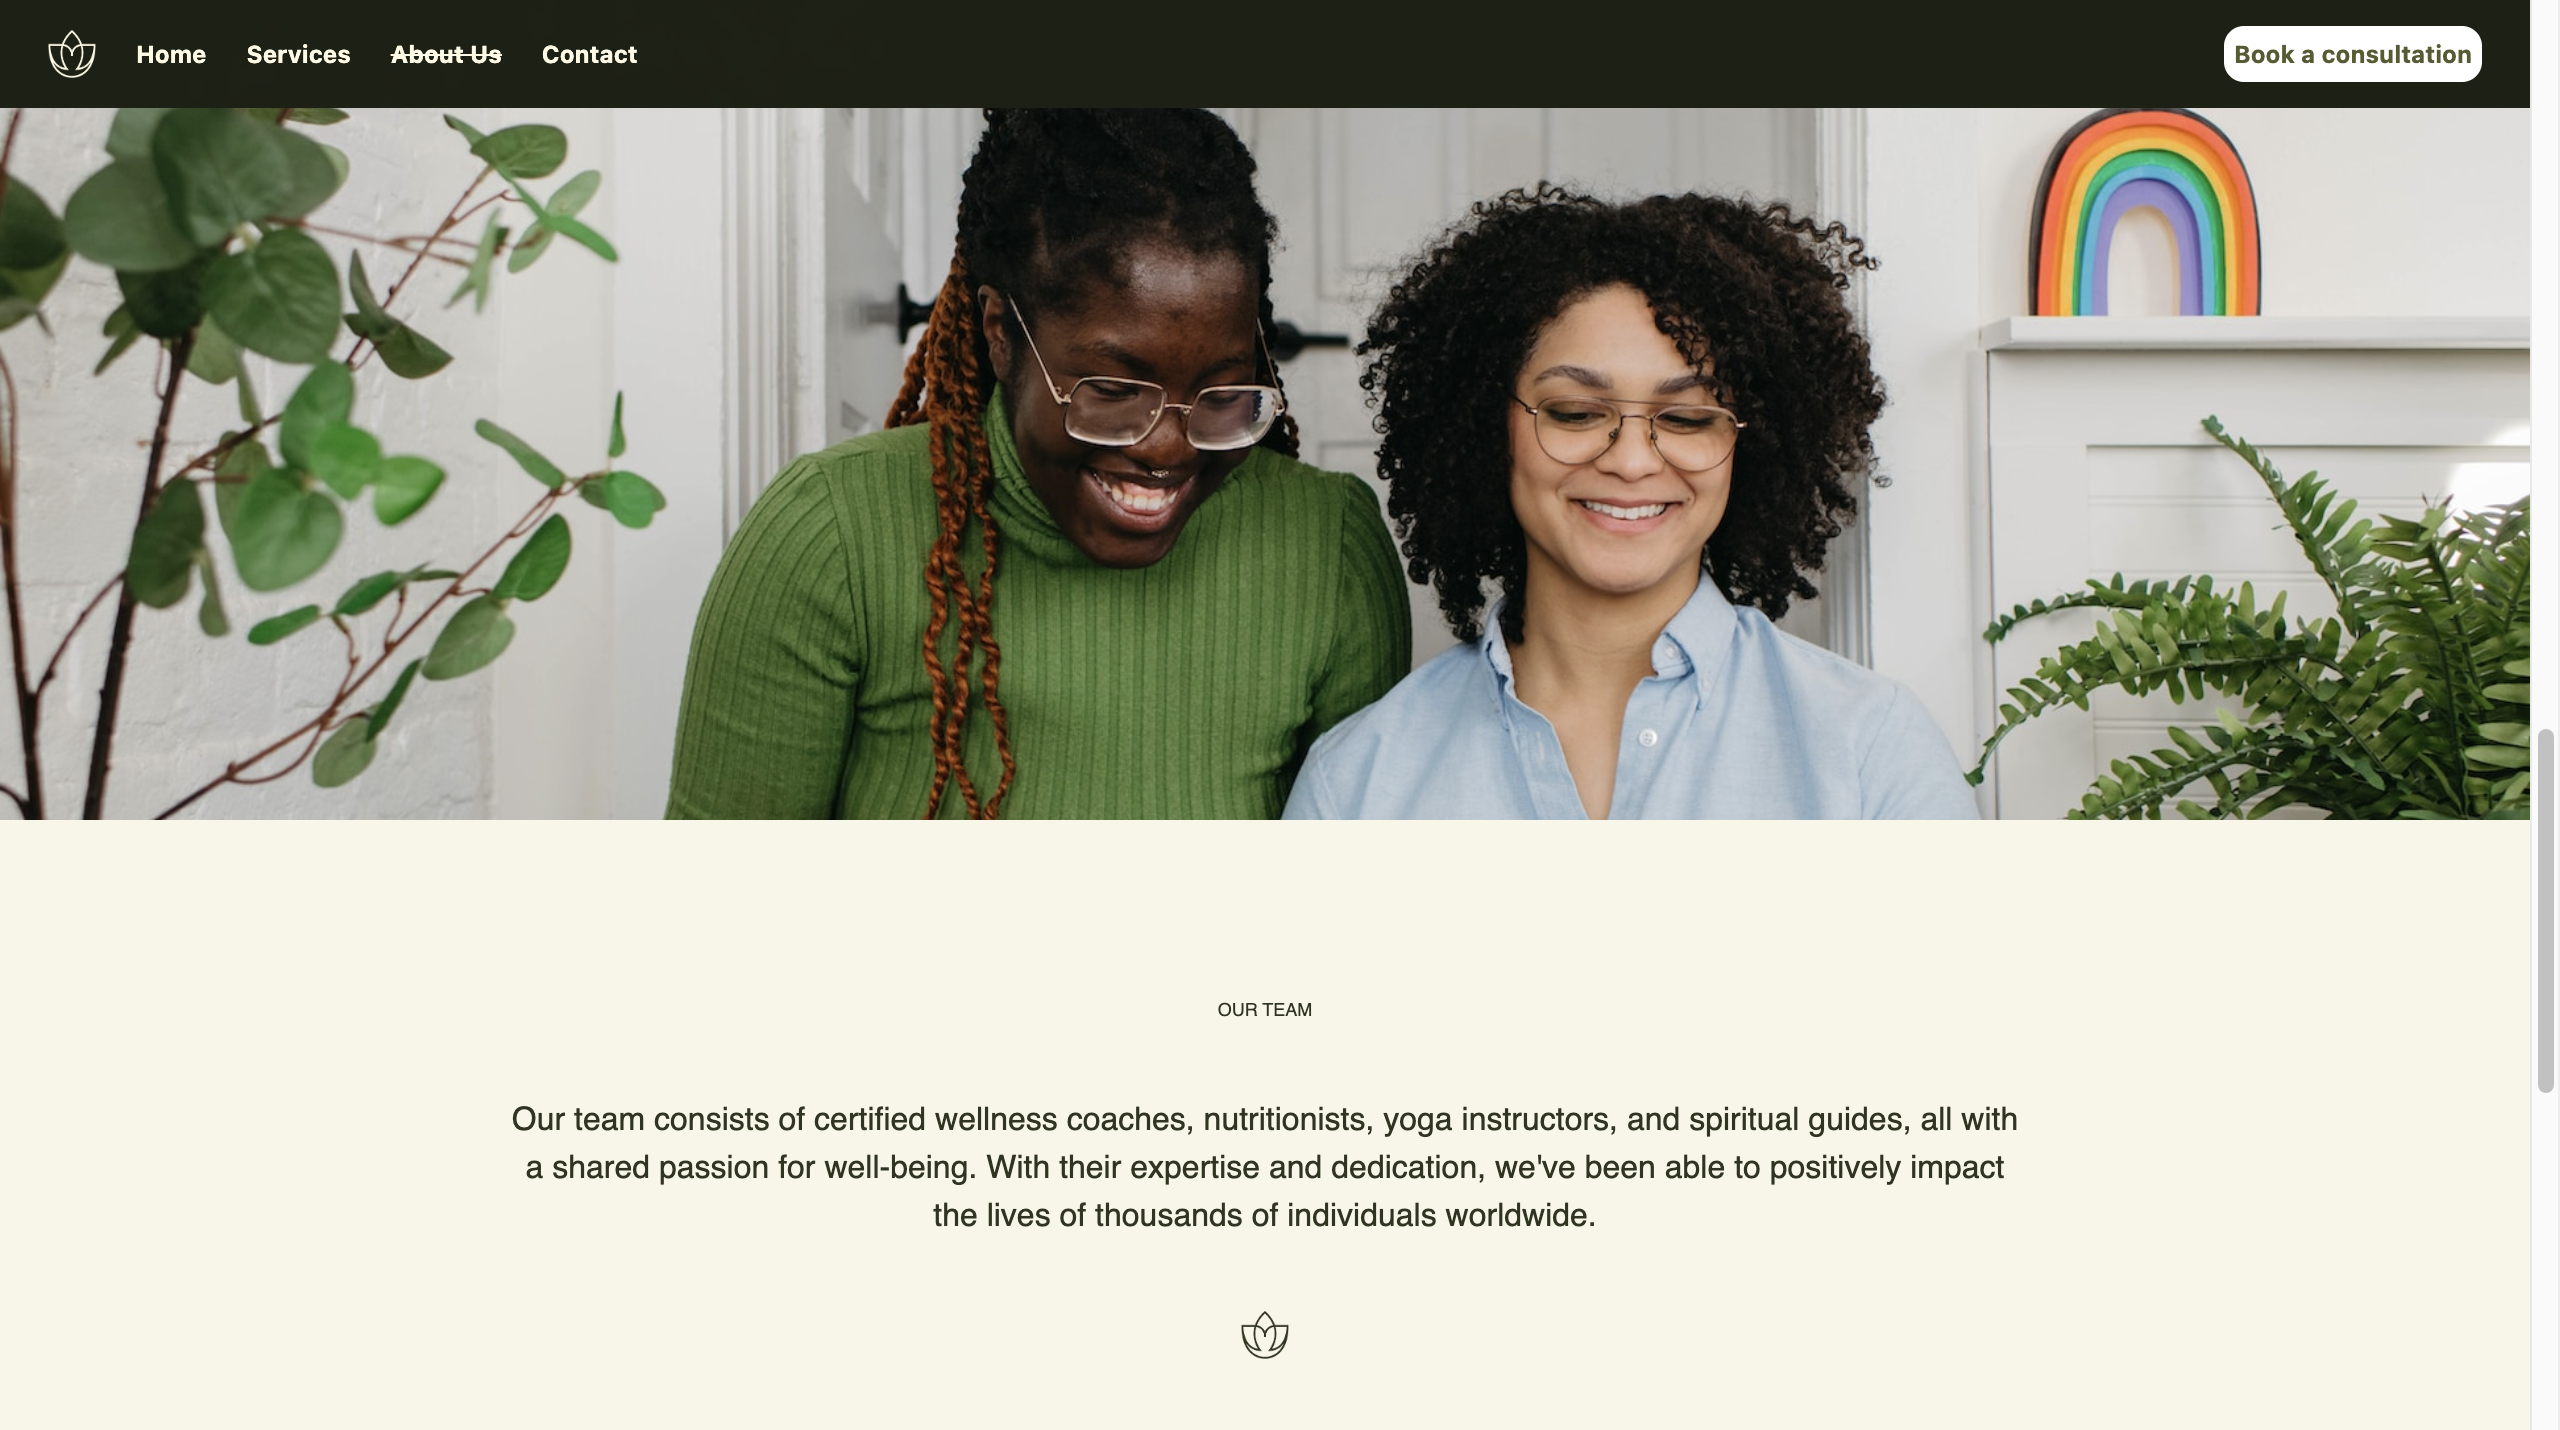 Home Services About Us Contact Book a consultation
OUR TEAM
Our team consists of certified wellness coaches, nutritionists, yoga instructors, and spiritual guides, all with
a shared passion for well-being. With their expertise and dedication, we've been able to positively impact
the lives of thousands of individuals worldwide.